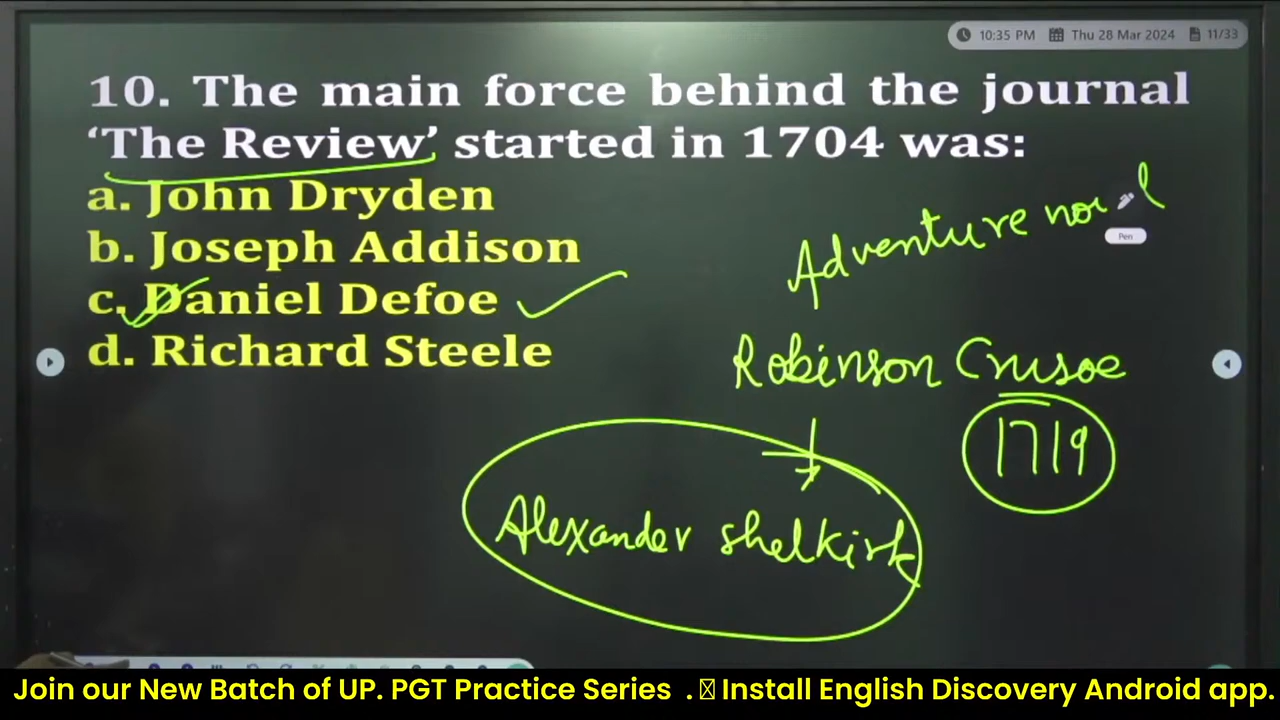 10:35 PM Thu 28 Mar 2024 11/33
10. The main force behind the journal
‘The Review’ started in 1704 was:
a. John Dryden
b. Joseph Addison
c. Daniel Defoe
d. Richard Steele
Adventure novel
Pen
Robinson Crusoe
1719
Alexander shelkirk
Join our New Batch of UP. PGT Practice Series . Install English Discovery Android app.